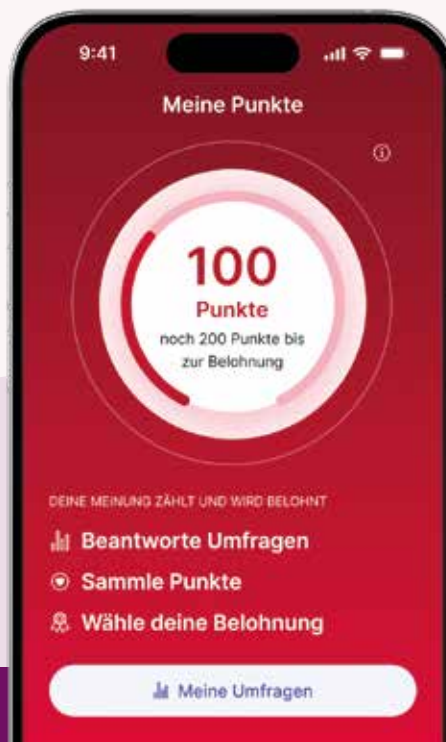 9:41
Meine Punkte
100
Punkte
noch 200 Punkte bis
zur Belohnung
DEINE MEINUNG ZÄHLT UND WIRD BELOHNT
Beantworte Umfragen
Sammle Punkte
Wähle deine Belohnung
Meine Umfragen